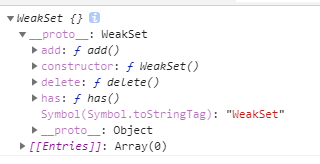 ▼ WeakSet {} i
▼ __proto__: WeakSet
▶ add: ƒ add()
▶ constructor: ƒ WeakSet()
▶ delete: ƒ delete()
▶ has: ƒ has()
Symbol(Symbol.toStringTag): "WeakSet"
▶ __proto__: Object
▶ [[Entries]]: Array(0)